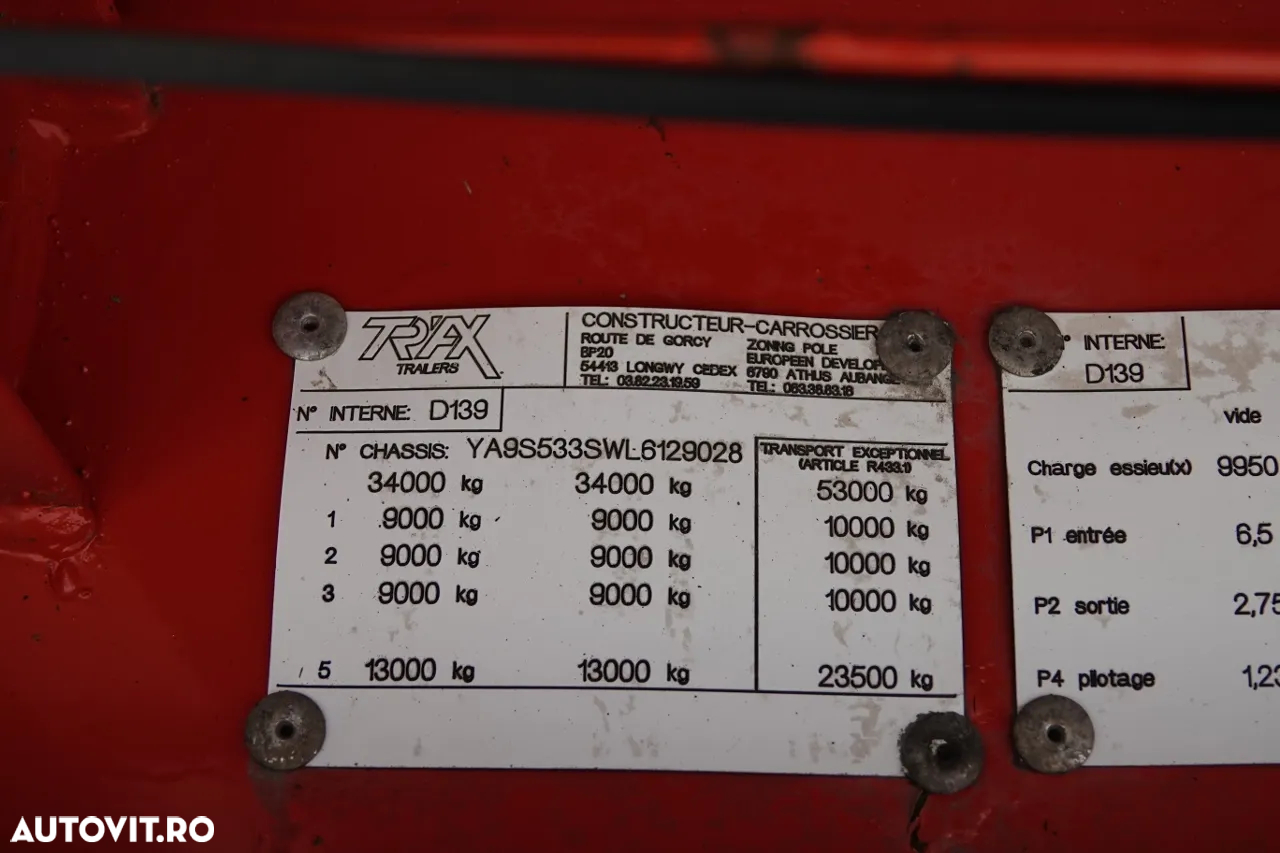 TRAX
TRAILERS
CONSTRUCTEUR-CARROSSIER
ROUTE DE GORCY
BP20
54413 LONGWY CEDEX
TEL: 03.82.23.19.59
ZONING POLE
EUROPEEN DEVELOP
6790 ATHUS AUBANGE
TEL: 063.38.83.18
N° INTERNE: D139
N° CHASSIS: YA9S533SWL6129028
TRANSPORT EXCEPTIONNEL
(ARTICLE R433.1)
34000 kg 34000 kg 53000 kg
1 9000 kg 9000 kg 10000 kg
2 9000 kg 9000 kg 10000 kg
3 9000 kg 9000 kg 10000 kg
5 13000 kg 13000 kg 23500 kg
° INTERNE:
D139
vide
Charge essieu(x) 9950
P1 entrée 6,5
P2 sortie 2,75
P4 pilotage 1,23
AUTOVIT.RO